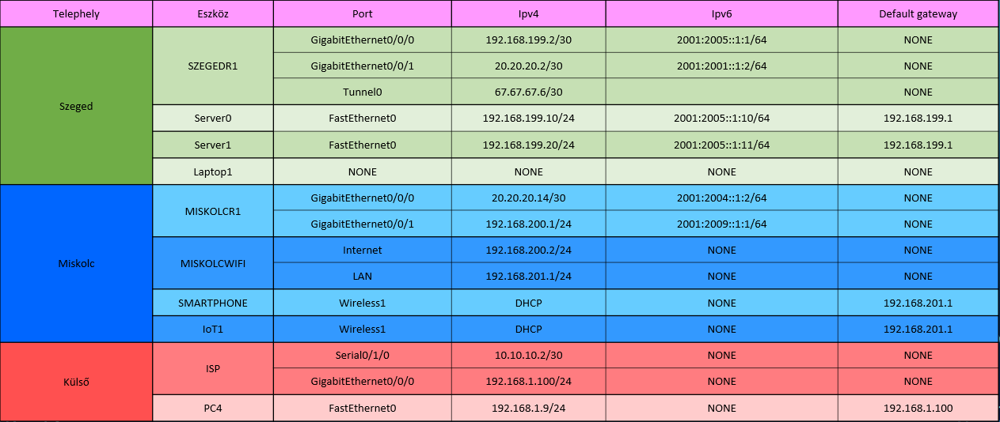 Telephely Eszköz Port Ipv4 Ipv6 Default gateway
Szeged SZEGEDR1 GigabitEthernet0/0/0 192.168.199.2/30 2001:2005::1:1/64 NONE
GigabitEthernet0/0/1 20.20.20.2/30 2001:2001::1:2/64 NONE
Tunnel0 67.67.67.6/30 NONE
Server0 FastEthernet0 192.168.199.10/24 2001:2005::1:10/64 192.168.199.1
Server1 FastEthernet0 192.168.199.20/24 2001:2005::1:11/64 192.168.199.1
Laptop1 NONE NONE NONE NONE
Miskolc MISKOLCR1 GigabitEthernet0/0/0 20.20.20.14/30 2001:2004::1:2/64 NONE
GigabitEthernet0/0/1 192.168.200.1/24 2001:2009::1:1/64 NONE
MISKOLCWIFI Internet 192.168.200.2/24 NONE NONE
LAN 192.168.201.1/24 NONE NONE
SMARTPHONE Wireless1 DHCP NONE 192.168.201.1
IoT1 Wireless1 DHCP NONE 192.168.201.1
Külső ISP Serial0/1/0 10.10.10.2/30 NONE NONE
GigabitEthernet0/0/0 192.168.1.100/24 NONE NONE
PC4 FastEthernet0 192.168.1.9/24 NONE 192.168.1.100